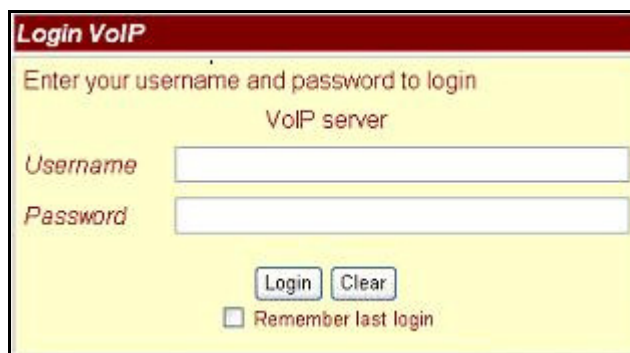 Login VoIP
Enter your username and password to login
VoIP server
Username
Password
Login Clear
Remember last login